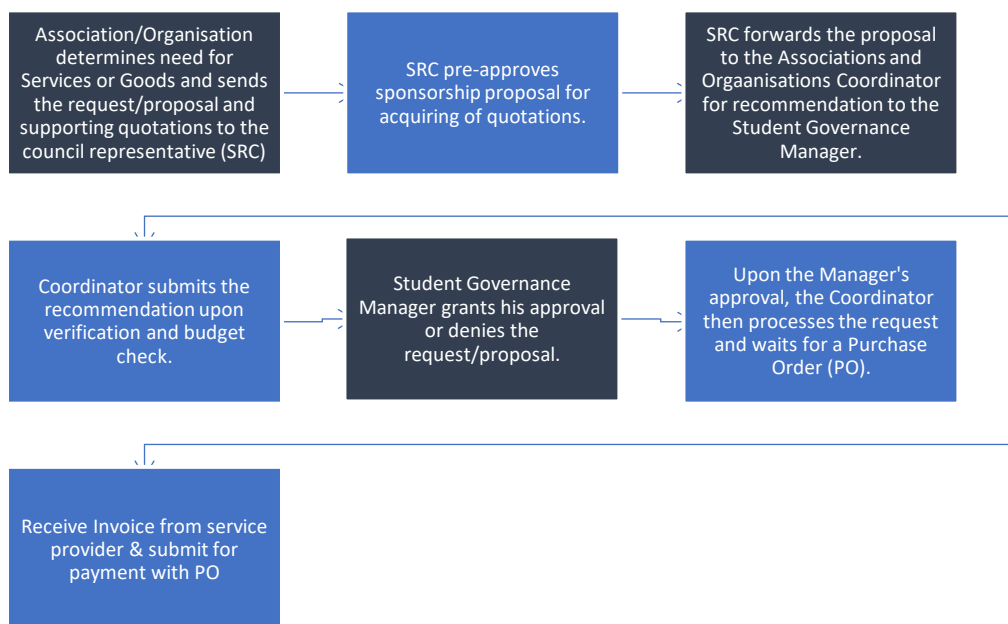 Association/Organisation
determines need for
Services or Goods and sends
the request/proposal and
supporting quotations to the
council representative (SRC)
SRC pre-approves
sponsorship proposal for
acquiring of quotations.
SRC forwards the proposal
to the Associations and
Orgaanisations Coordinator
for recommendation to the
Student Governance
Manager.
Coordinator submits the
recommendation upon
verification and budget
check.
Student Governance
Manager grants his approval
or denies the
request/proposal.
Upon the Manager's
approval, the Coordinator
then processes the request
and waits for a Purchase
Order (PO).
Receive Invoice from service
provider & submit for
payment with PO